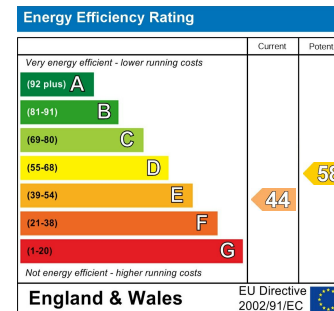 Energy Efficiency Rating
Current
Poten
Very energy efficient - lower running costs
(92 plus) A
(81-91) B
(69-80) C
(55-68) D
58
(39-54) E
44
(21-38) F
(1-20) G
Not energy efficient - higher running costs
England & Wales
EU Directive
2002/91/EC